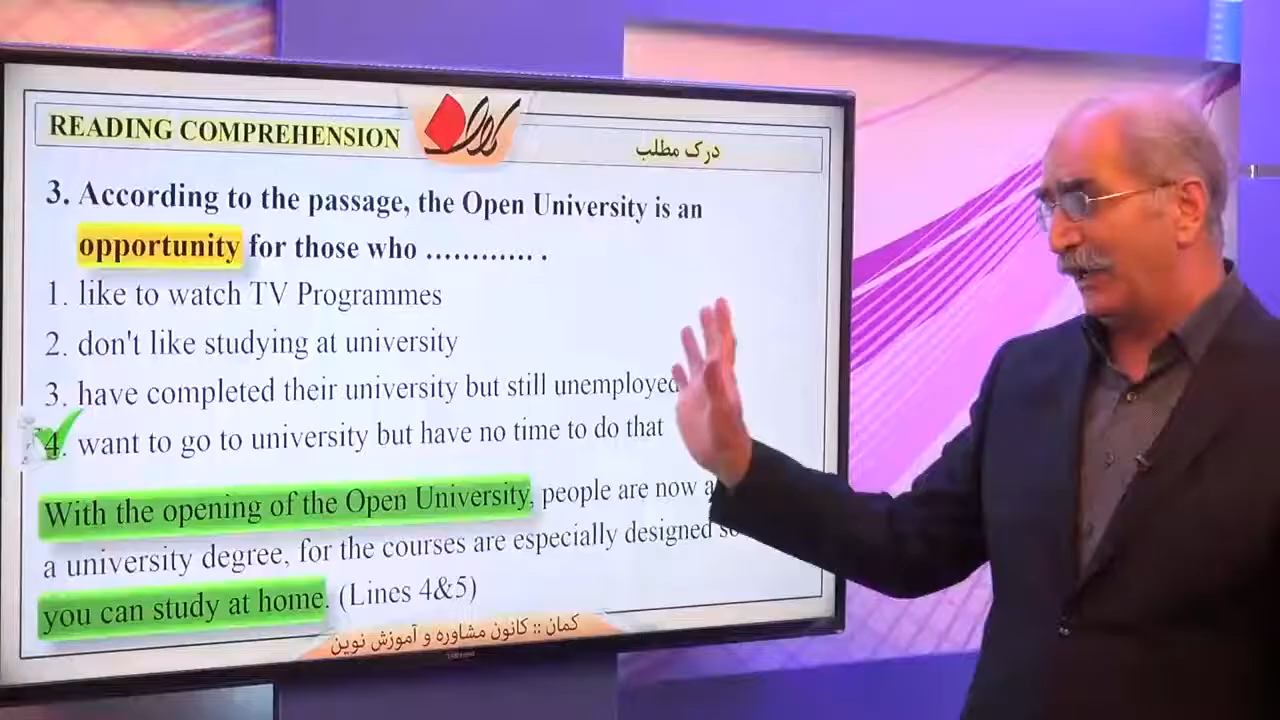 READING COMPREHENSION
درک مطلب
3. According to the passage, the Open University is an
opportunity for those who ............. .
1. like to watch TV Programmes
2. don't like studying at university
3. have completed their university but still unemployed
4. want to go to university but have no time to do that
With the opening of the Open University, people are now
a university degree, for the courses are especially designed
you can study at home. (Lines 4&5)
کمان :: کانون مشاوره و آموزش نوین